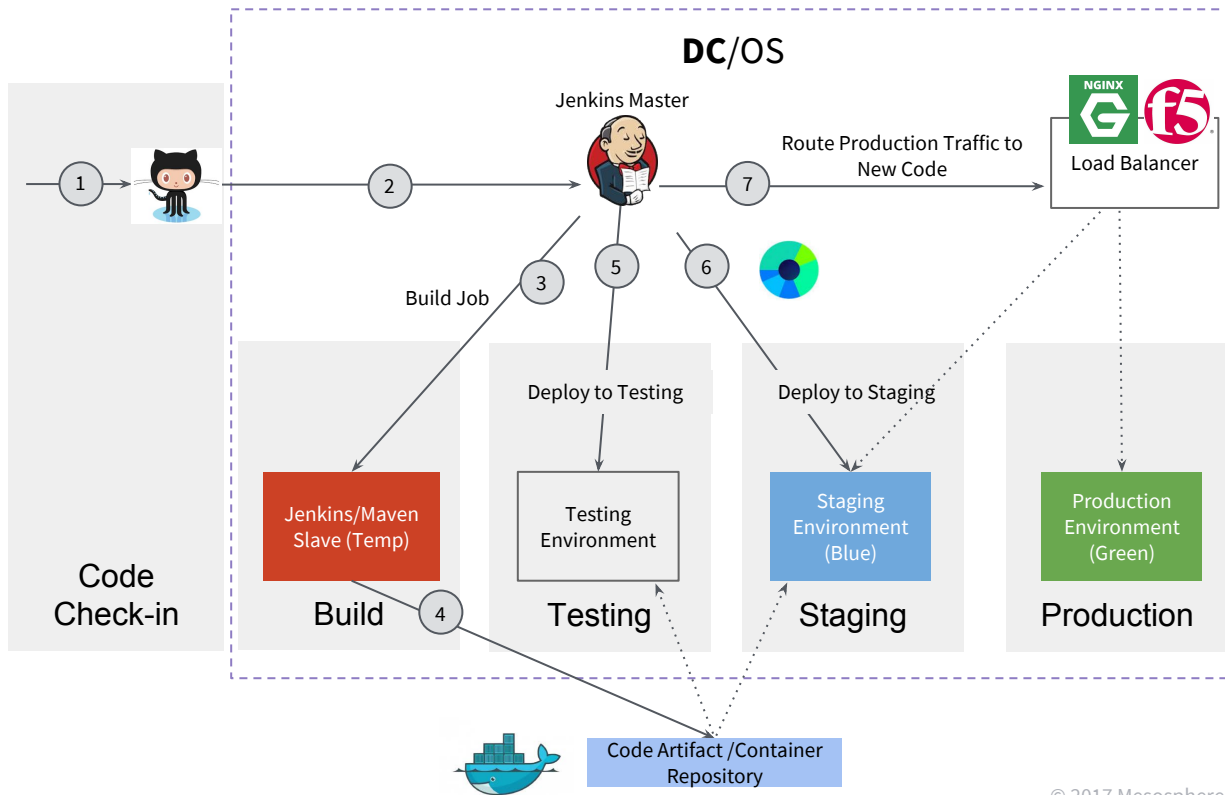 DC/OS
Jenkins Master
NGINX
f5
Load Balancer
Route Production Traffic to
New Code
1
2
7
3
5
6
Build Job
Deploy to Testing
Deploy to Staging
Jenkins/Maven
Slave (Temp)
Testing
Environment
Staging
Environment
(Blue)
Production
Environment
(Green)
Code
Check-in
Build
4
Testing
Staging
Production
Code Artifact /Container
Repository
© 2017 Mesosphere